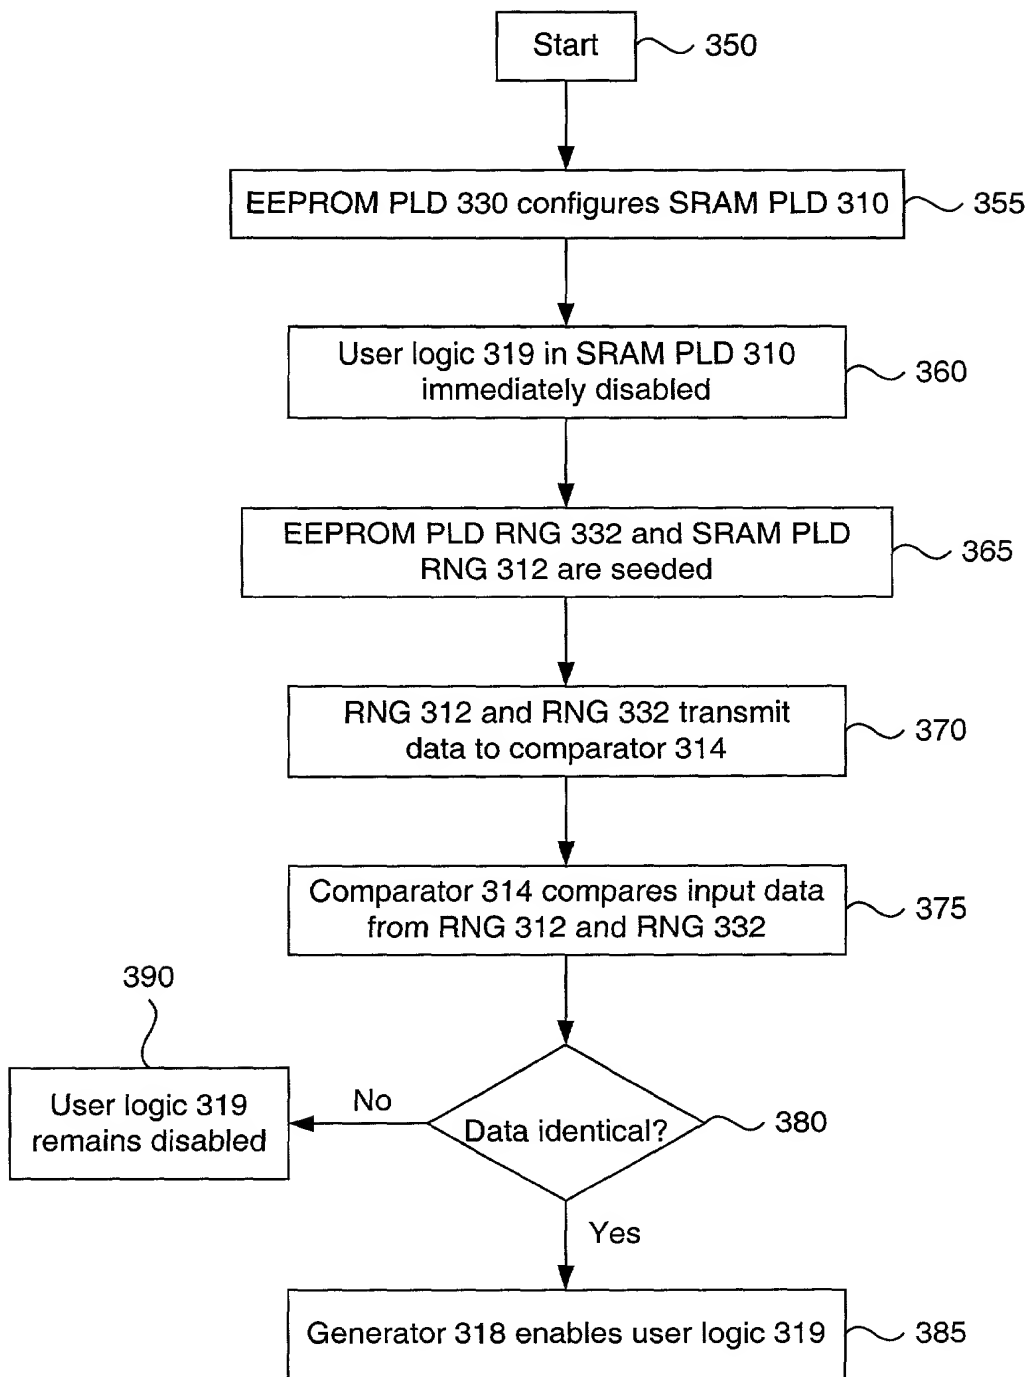 Start
350
EEPROM PLD 330 configures SRAM PLD 310
355
User logic 319 in SRAM PLD 310
immediately disabled
360
EEPROM PLD RNG 332 and SRAM PLD
RNG 312 are seeded
365
RNG 312 and RNG 332 transmit
data to comparator 314
370
Comparator 314 compares input data
from RNG 312 and RNG 332
375
390
User logic 319
remains disabled
No
Data identical?
380
Yes
Generator 318 enables user logic 319
385